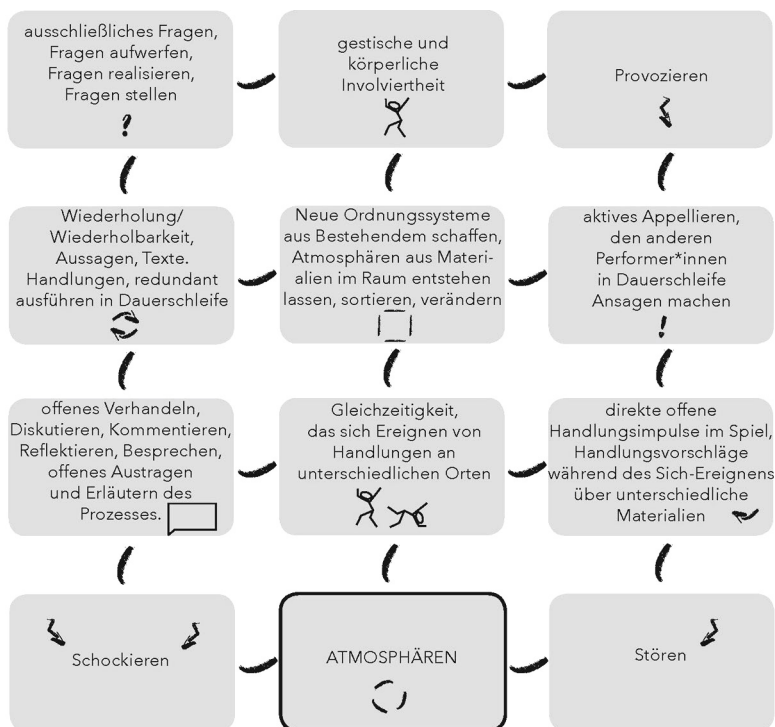 ausschließliches Fragen,
Fragen aufwerfen,
Fragen realisieren,
Fragen stellen
?
gestische und
körperliche
Involviertheit
Provozieren
Wiederholung/
Wiederholbarkeit,
Aussagen, Texte.
Handlungen, redundant
ausführen in Dauerschleife
Neue Ordnungssysteme
aus Bestehendem schaffen,
Atmosphären aus Materi-
alien im Raum entstehen
lassen, sortieren, verändern
aktives Appellieren,
den anderen
Performer*innen
in Dauerschleife
Ansagen machen
!
offenes Verhandeln,
Diskutieren, Kommentieren,
Reflektieren, Besprechen,
offenes Austragen
und Erläutern des
Prozesses.
Gleichzeitigkeit,
das sich Ereignen von
Handlungen an
unterschiedlichen Orten
direkte offene
Handlungsimpulse im Spiel,
Handlungsvorschläge
während des Sich-Ereignens
über unterschiedliche
Materialien
Schockieren
ATMOSPHÄREN
Stören